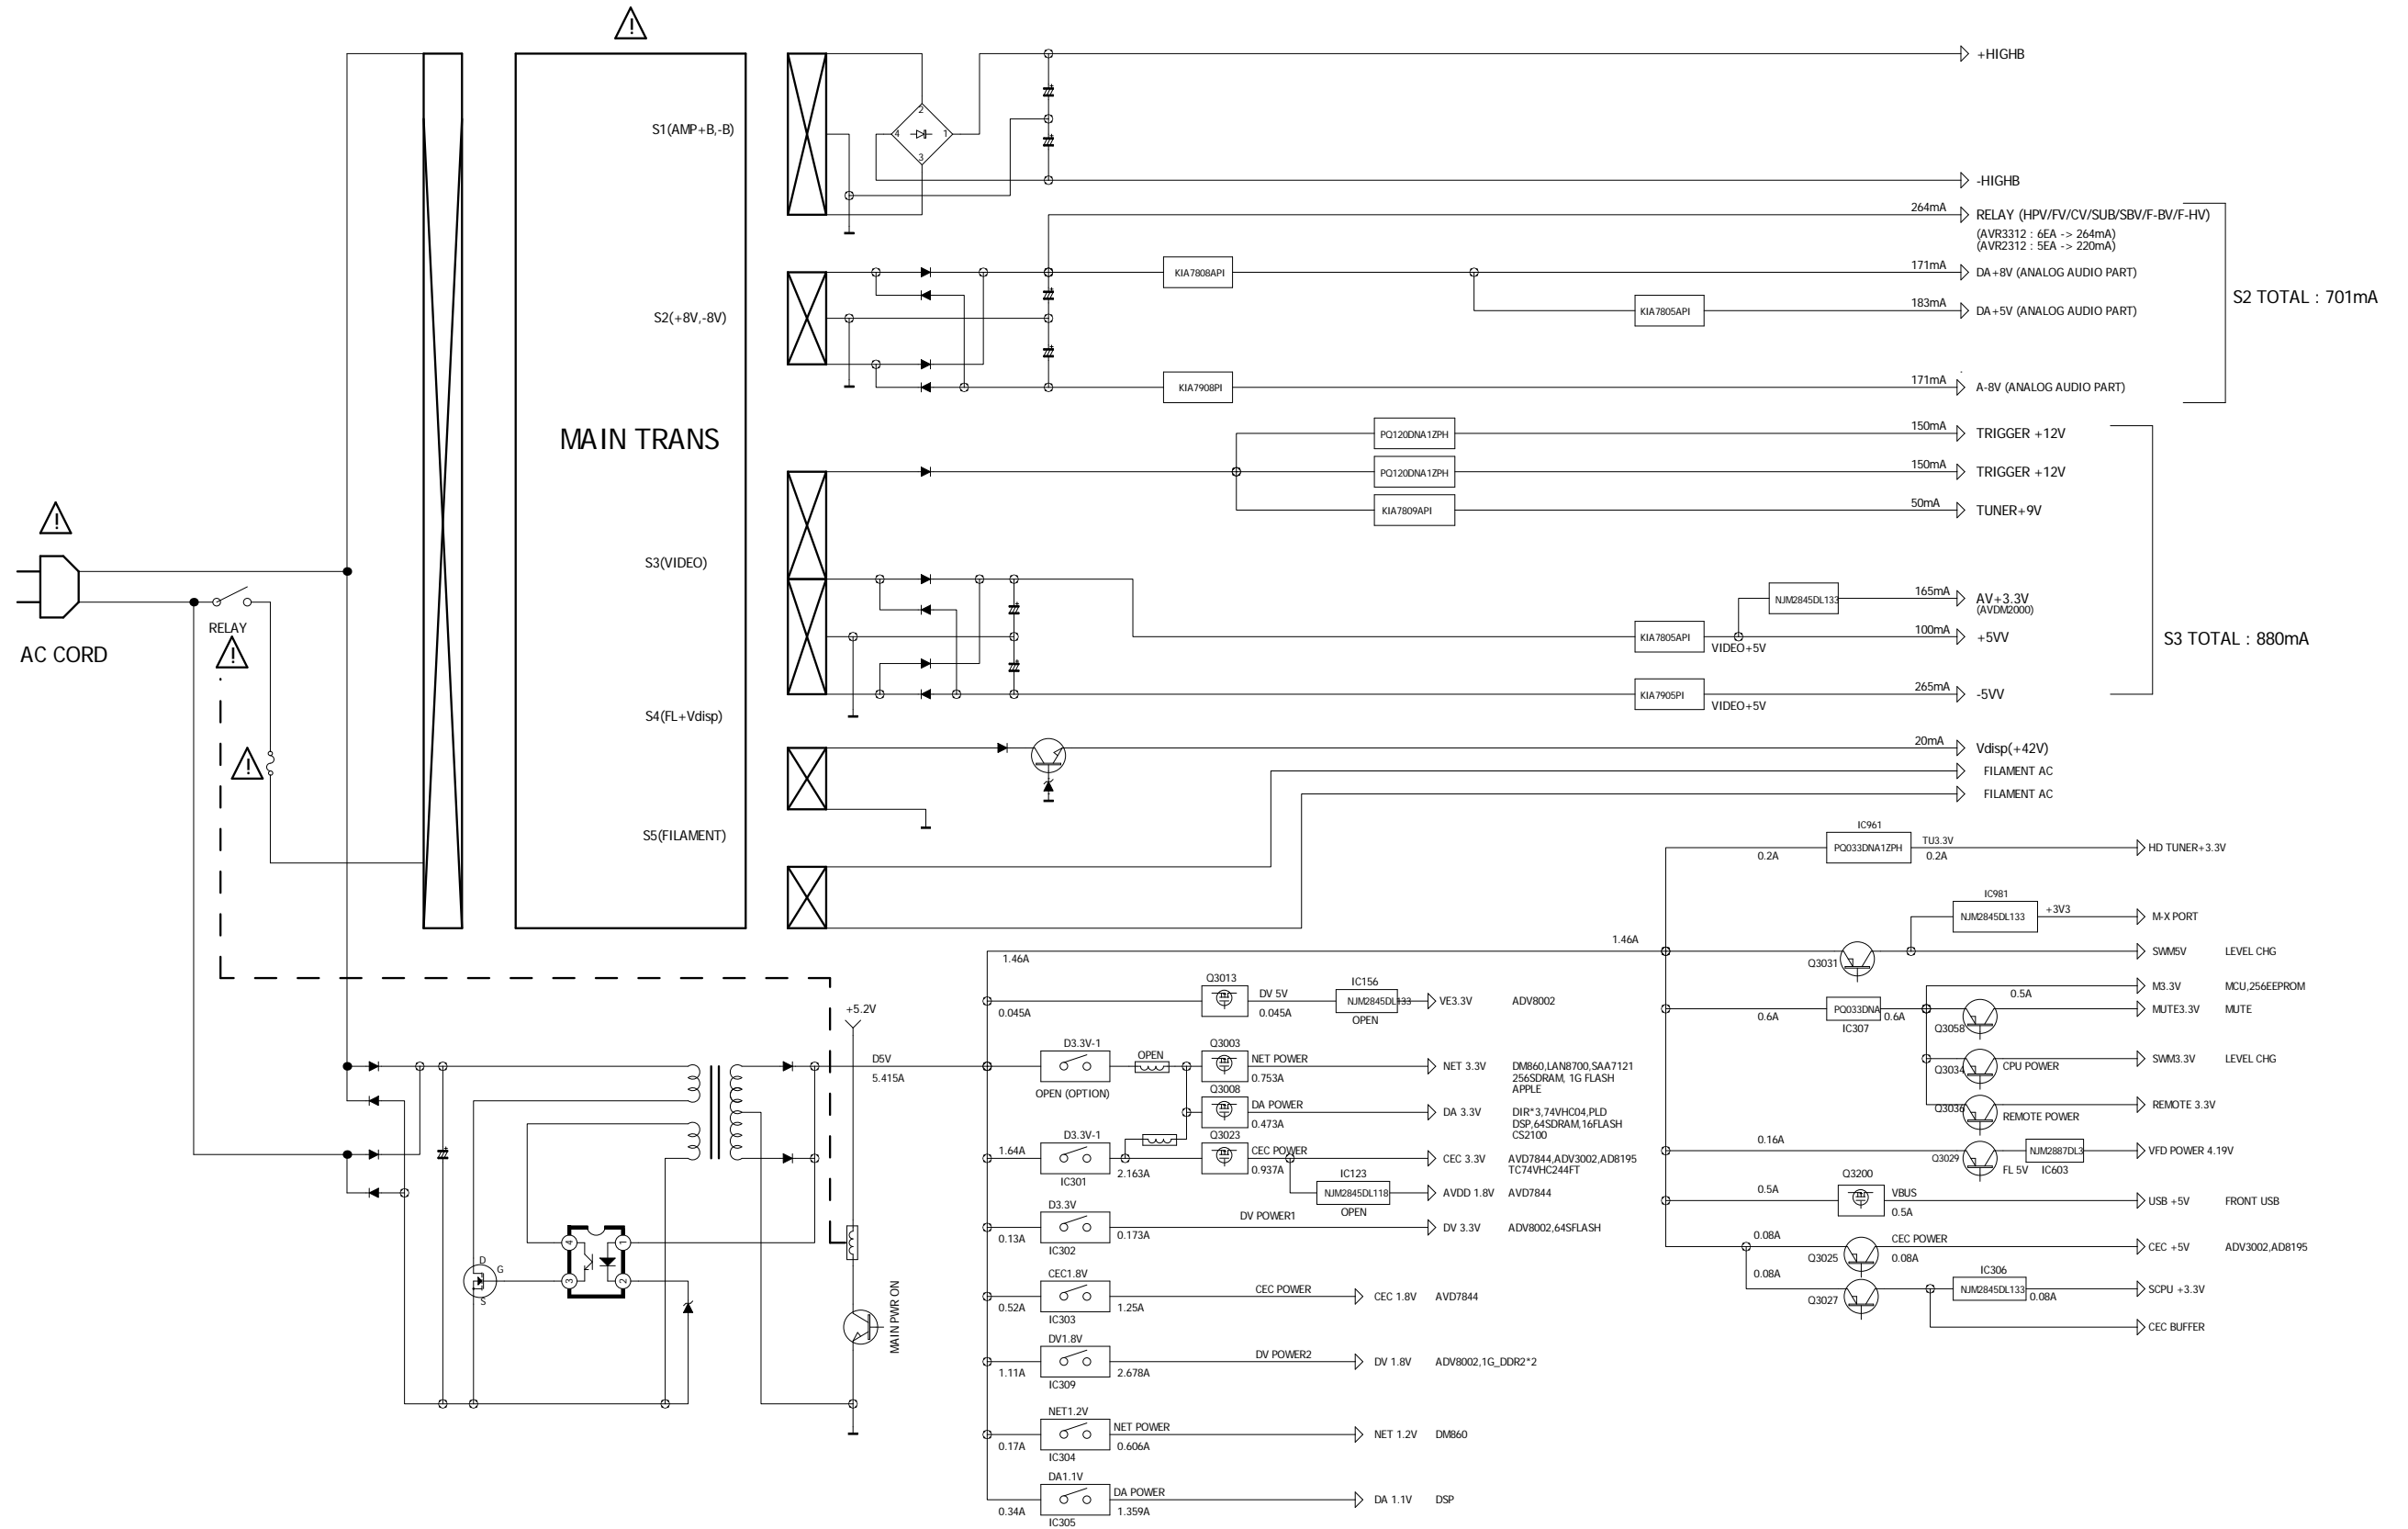 +HIGHB
S1(AMP+B,-B)
2
4
1
3
-HIGHB
264mA
RELAY (HPV/FV/CV/SUB/SBV/F-BV/F-HV)
(AVR3312 : 6EA -> 264mA)
(AVR2312 : 5EA -> 220mA)
KIA7808API
171mA
DA+8V (ANALOG AUDIO PART)
S2 TOTAL : 701mA
S2(+8V,-8V)
KIA7805API
183mA
DA+5V (ANALOG AUDIO PART)
KIA7908PI
171mA
A-8V (ANALOG AUDIO PART)
MAIN TRANS
PQ120DNA1ZPH
150mA
TRIGGER +12V
PQ120DNA1ZPH
150mA
TRIGGER +12V
KIA7809API
50mA
TUNER+9V
S3(VIDEO)
NJM2845DL133
165mA
AV+3.3V
(AVDM2000)
KIA7805API
VIDEO+5V
100mA
+5VV
S3 TOTAL : 880mA
RELAY
AC CORD
KIA7905PI
VIDEO+5V
265mA
-5VV
S4(FL+Vdisp)
20mA
Vdisp(+42V)
FILAMENT AC
FILAMENT AC
S5(FILAMENT)
IC961
PQ033DNA1ZPH
0.2A
TU3.3V
0.2A
HD TUNER+3.3V
IC981
NJM2845DL133
+3V3
M-X PORT
1.46A
1.46A
Q3031
SWM5V
LEVEL CHG
Q3013
DV 5V
0.045A
0.045A
IC156
NJM2845DL133
OPEN
VE3.3V
ADV8002
M3.3V
MCU,256EEPROM
0.5A
0.6A
PQ033DNA
IC307
0.6A
Q3058
MUTE3.3V
MUTE
+5.2V
D5V
5.415A
D3.3V-1
OPEN (OPTION)
OPEN
Q3003
NET POWER
0.753A
NET 3.3V
DM860,LAN8700,SAA7121
256SDRAM, 1G FLASH
APPLE
Q3034
CPU POWER
SWM3.3V
LEVEL CHG
Q3008
DA POWER
0.473A
DA 3.3V
DIR*3,74VHC04,PLD
DSP,64SDRAM,16FLASH
CS2100
Q3036
REMOTE POWER
REMOTE 3.3V
1.64A
D3.3V-1
IC301
2.163A
Q3023
CEC POWER
0.937A
CEC 3.3V
AVD7844,ADV3002,AD8195
TC74VHC244FT
0.16A
Q3029
FL 5V
NJM2887DL3
IC603
VFD POWER 4.19V
IC123
NJM2845DL118
OPEN
AVDD 1.8V
AVD7844
0.5A
Q3200
VBUS
0.5A
USB +5V
FRONT USB
D3.3V
0.13A
IC302
0.173A
DV POWER1
DV 3.3V
ADV8002,64SFLASH
0.08A
Q3025
CEC POWER
0.08A
CEC +5V
ADV3002,AD8195
4
1
3
2
D
G
S
0.08A
Q3027
IC306
NJM2845DL133
0.08A
SCPU +3.3V
CEC1.8V
0.52A
IC303
1.25A
CEC POWER
CEC 1.8V
AVD7844
CEC BUFFER
MAIN PWR ON
DV1.8V
1.11A
IC309
2.678A
DV POWER2
DV 1.8V
ADV8002,1G_DDR2*2
NET1.2V
0.17A
IC304
NET POWER
0.606A
NET 1.2V
DM860
DA1.1V
0.34A
IC305
DA POWER
1.359A
DA 1.1V
DSP